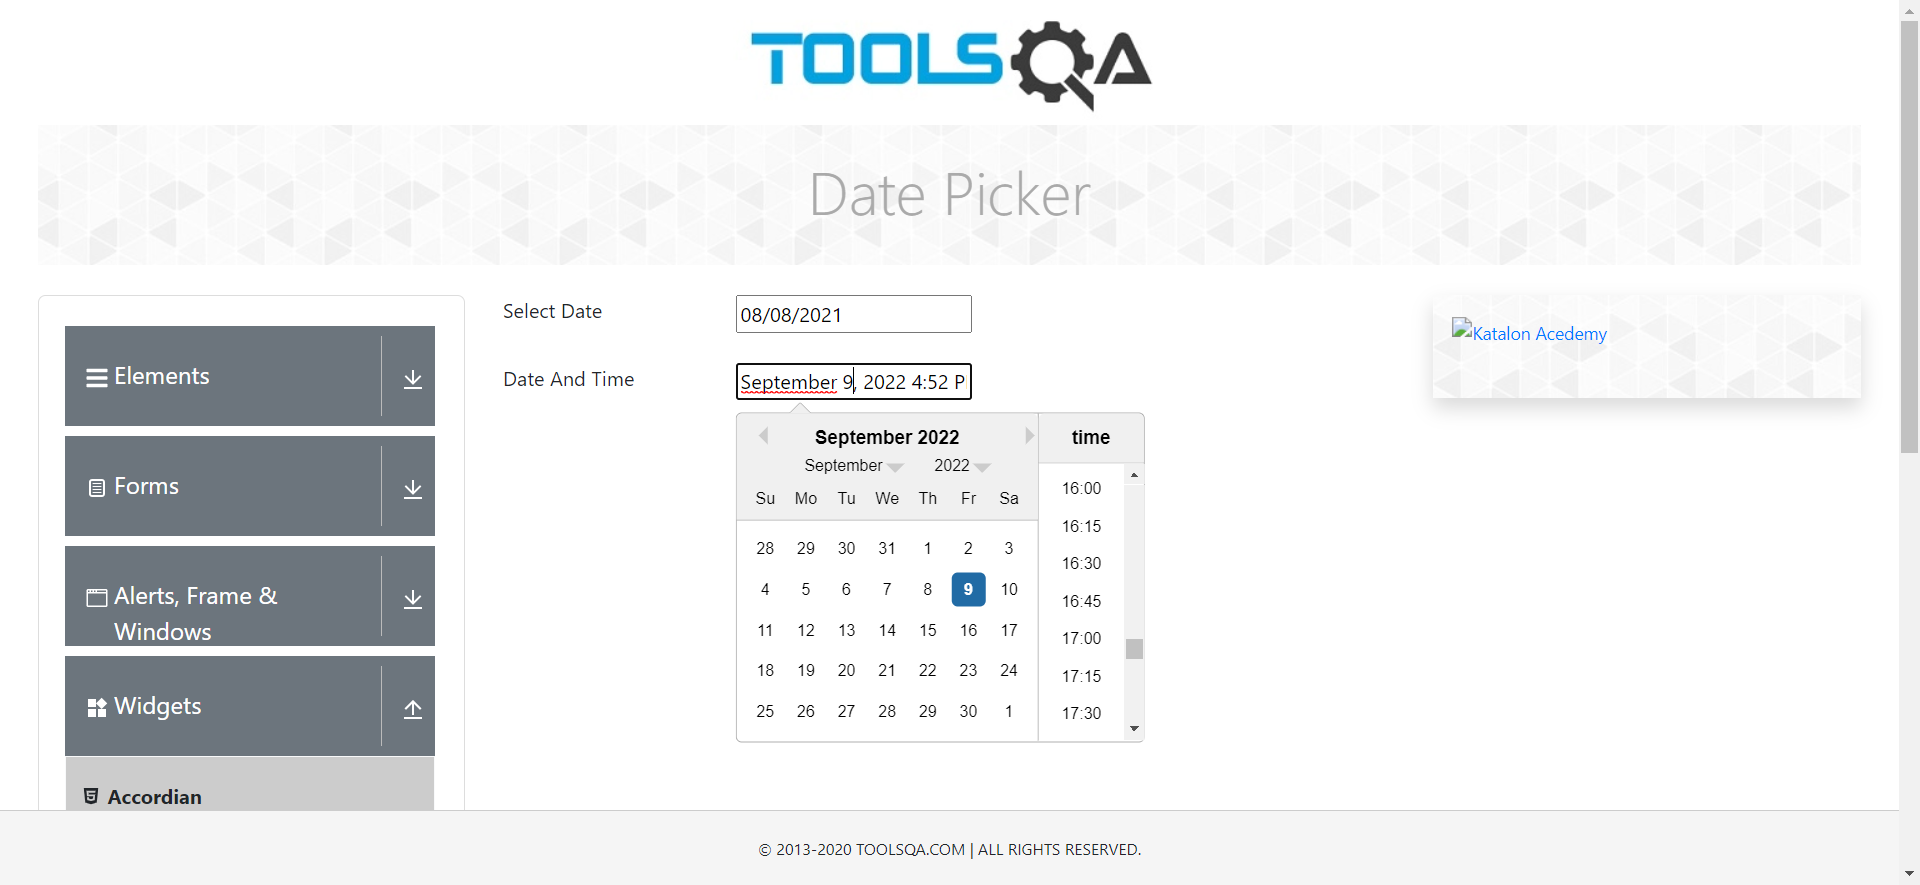 TOOLSQA
Date Picker
Elements
Forms
Alerts, Frame &
Windows
Widgets
Accordian
Select Date
08/08/2021
Date And Time
September 9, 2022 4:52 P
September 2022
September 2022
Su Mo Tu We Th Fr Sa
28 29 30 31 1 2 3
4 5 6 7 8 9 10
11 12 13 14 15 16 17
18 19 20 21 22 23 24
25 26 27 28 29 30 1
time
16:00
16:15
16:30
16:45
17:00
17:15
17:30
Katalon Acedemy
© 2013-2020 TOOLSQA.COM | ALL RIGHTS RESERVED.